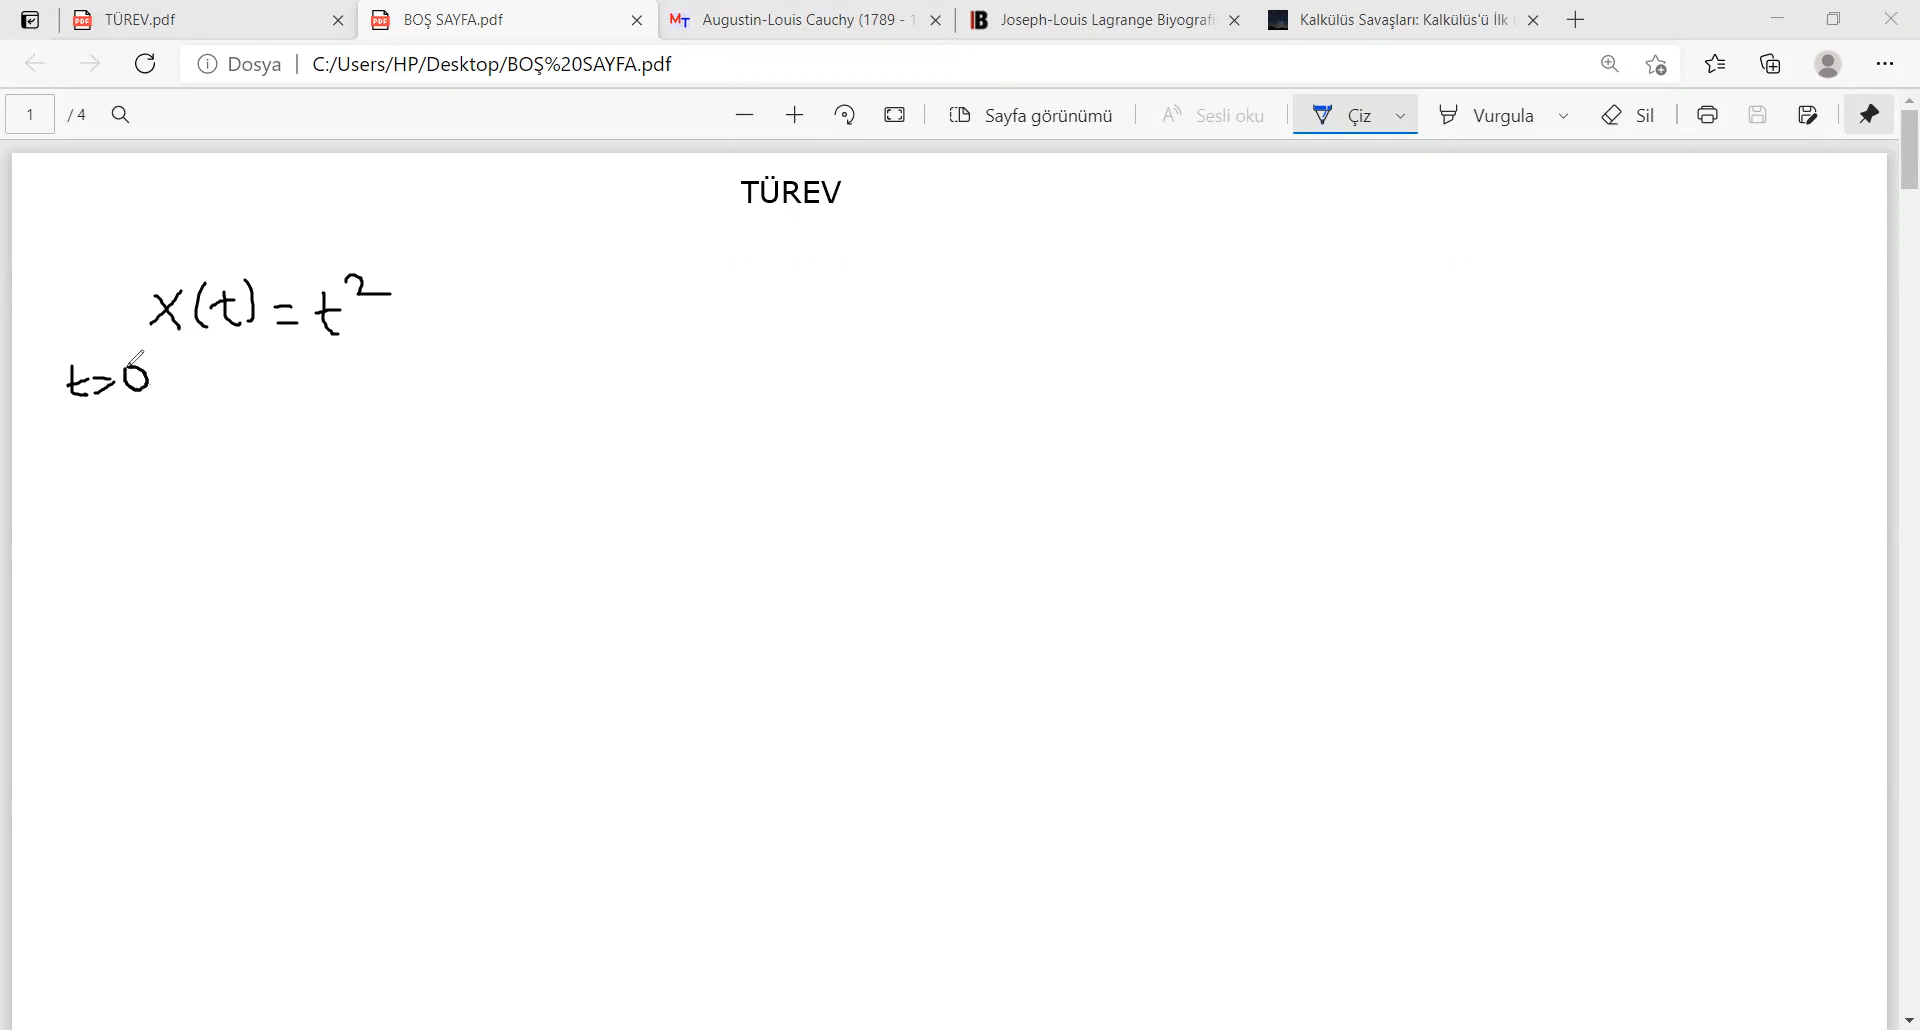 TÜREV.pdf
BOŞ SAYFA.pdf
Augustin-Louis Cauchy (1789 - 1
Joseph-Louis Lagrange Biyografi
Kalkülüs Savaşları: Kalkülüs'ü İlk
Dosya
C:/Users/HP/Desktop/BOŞ%20SAYFA.pdf
1 / 4
Sayfa görünümü
Sesli oku
Çiz
Vurgula
Sil
TÜREV
x(t) = t²
t=0